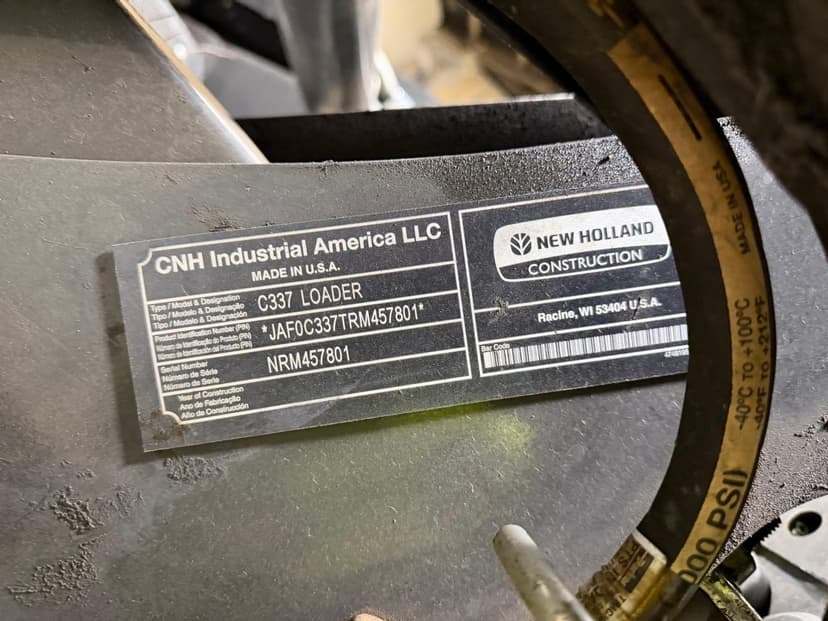 CNH Industrial America LLC
MADE IN U.S.A.
Type / Model & Designation
Tipo / Modelo & Designação
Tipo / Modelo & Designación
C337 LOADER
Product Identification Number (PIN)
Número de Identificação do Produto (PIN)
Número de Identificación del Producto (PIN)
*JAF0C337TRM457801*
Serial Number
Número de Série
Número de Serie
NRM457801
Year of Construction
Ano de Fabricação
Año de Construcción
NEW HOLLAND
CONSTRUCTION
Racine, WI 53404 U.S.A.
Bar Code
MADE IN USA
-40°C TO +100°C
-40°F TO +212°F
000 PSI)